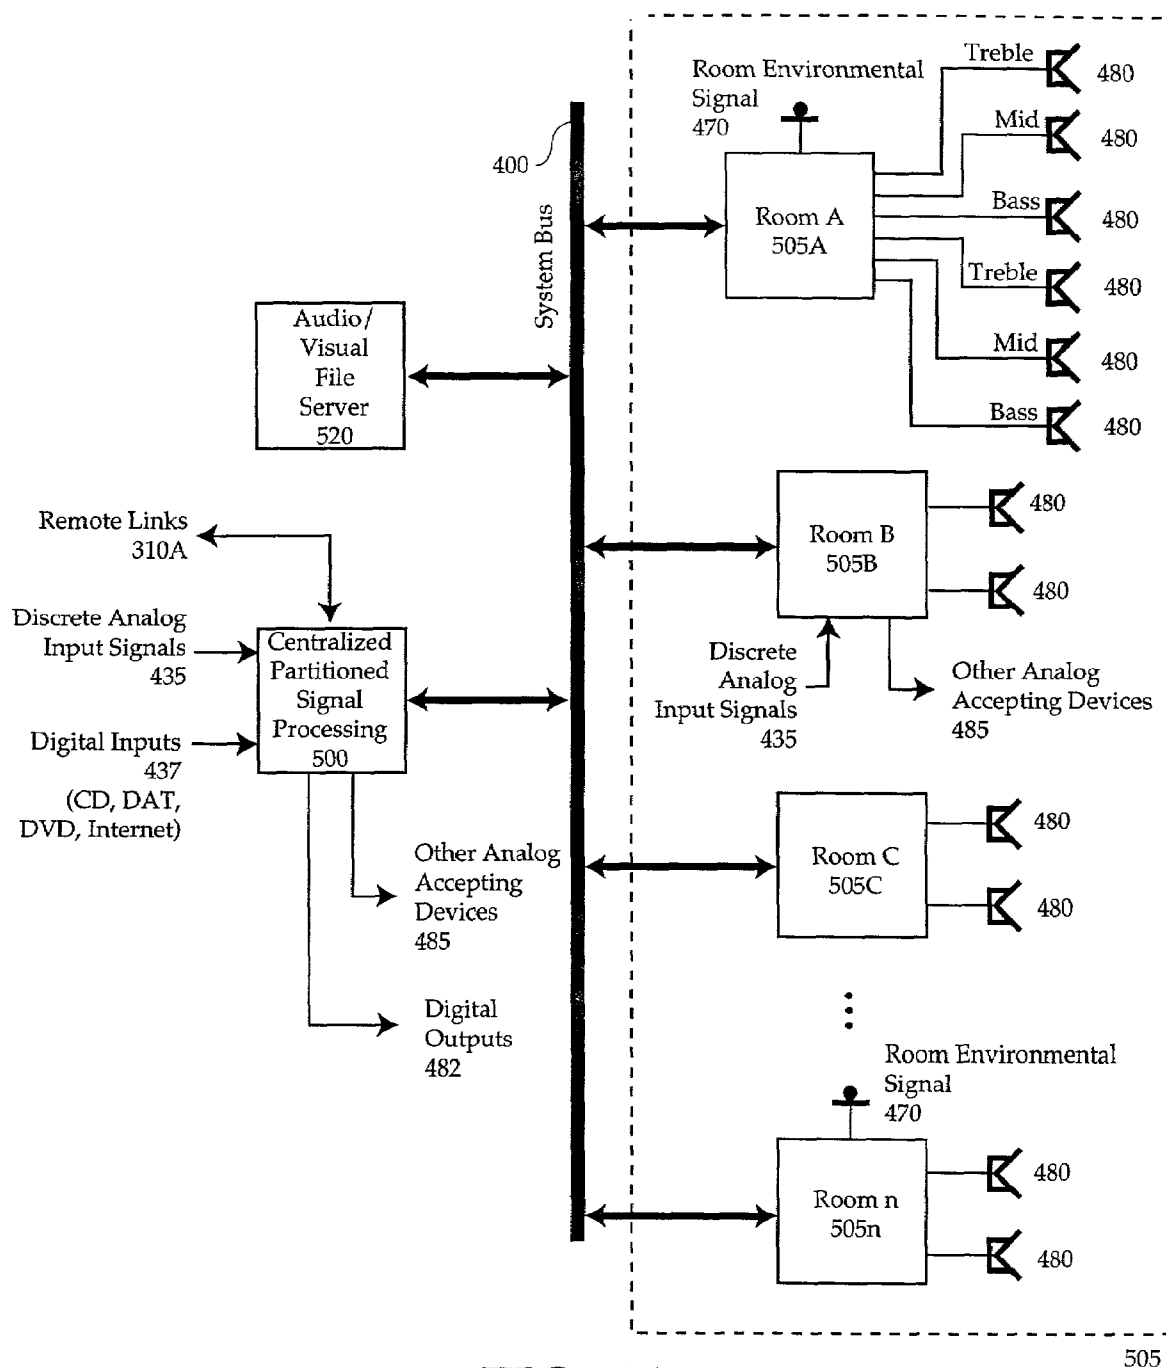 Treble
480
Room Environmental
Signal
470
Mid
480
400
System Bus
Room A
505A
Bass
480
Treble
480
Audio/
Visual
File
Server
520
Mid
480
Bass
480
Remote Links
310A
Room B
505B
480
480
Discrete Analog
Input Signals
435
Centralized
Partitioned
Signal
Processing
500
Discrete
Analog
Input Signals
435
Other Analog
Accepting Devices
485
Digital Inputs
437
(CD, DAT,
DVD, Internet)
Other Analog
Accepting
Devices
485
Room C
505C
480
480
Digital
Outputs
482
Room Environmental
Signal
470
Room n
505n
480
480
505